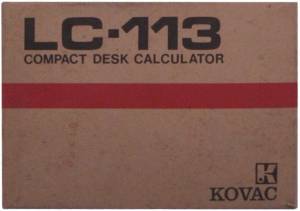 LC-113
COMPACT DESK CALCULATOR
K
KOVAC